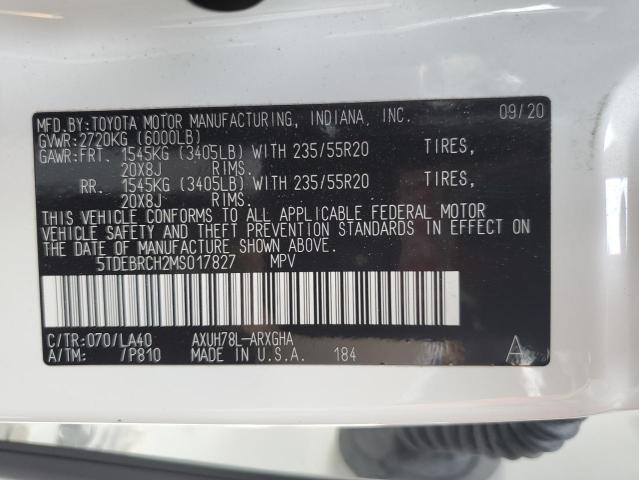 MFD.BY:TOYOTA MOTOR MANUFACTURING, INDIANA, INC. 09/20
GVWR:2720KG (6000LB)
GAWR:FRT. 1545KG (3405LB) WITH 235/55R20 TIRES,
20X8J RIMS.
RR. 1545KG (3405LB) WITH 235/55R20 TIRES,
20X8J RIMS.
THIS VEHICLE CONFORMS TO ALL APPLICABLE FEDERAL MOTOR
VEHICLE SAFETY AND THEFT PREVENTION STANDARDS IN EFFECT ON
THE DATE OF MANUFACTURE SHOWN ABOVE.
5TDEBRCH2MS017827 MPV
C/TR:070/LA40 AXUH78L-ARXGHA
A/TM: /P810 MADE IN U.S.A. 184 A